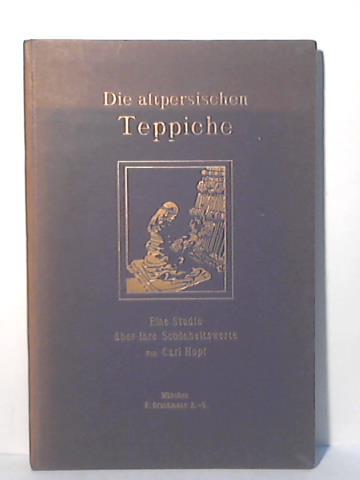 Die altpersischen
Teppiche
Eine Studie
über ihre Schönheitswerte
von Carl Hopf
München
F. Bruckmann A.-G.